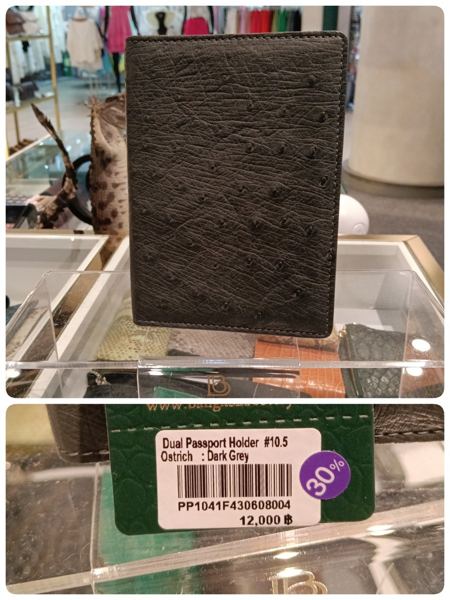 Dual Passport Holder #10.5
Ostrich : Dark Grey
30%
PP1041F430608004
12,000 ฿